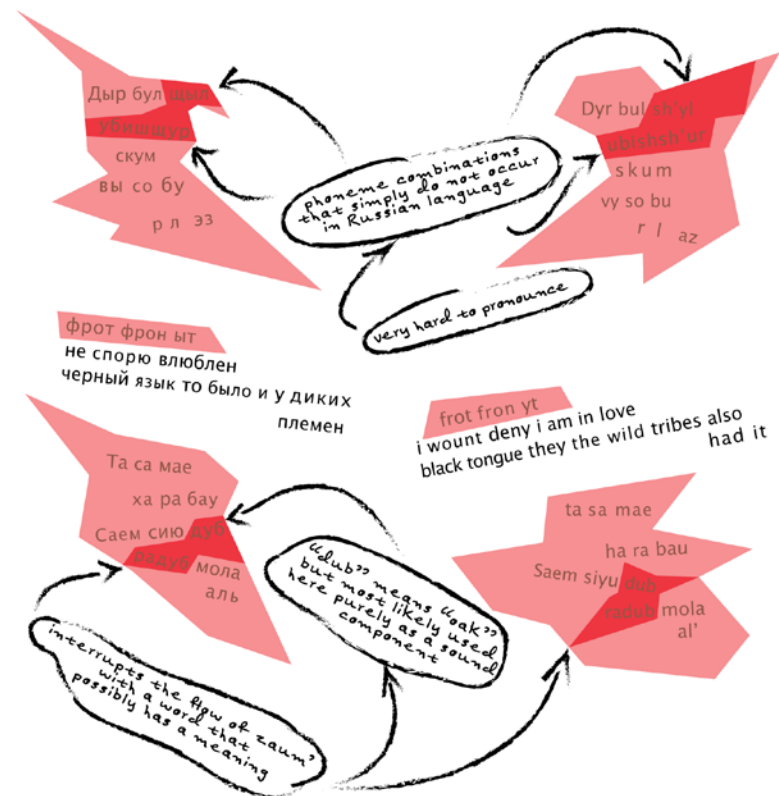 Дыр бул щыл
убишщур
скум
вы со бу
р л эз
phoneme combinations
that simply do not occur
in Russian language
Dyr bul sh'yl
ubishsh'ur
skum
vy so bu
r l az
very hard to pronounce
фрот фрон ыт
не спорю влюблен
черный язык то было и у диких
племен
frot fron yt
i wount deny i am in love
black tongue they the wild tribes also
had it
Та са мае
ха ра бау
Саем сию дуб
радуб мола
аль
"dub" means "oak"
but most likely used
here purely as a sound
component
ta sa mae
ha ra bau
Saem siyu dub
radub mola
al'
interrupts the flow of zaum'
with a word that
possibly has a meaning